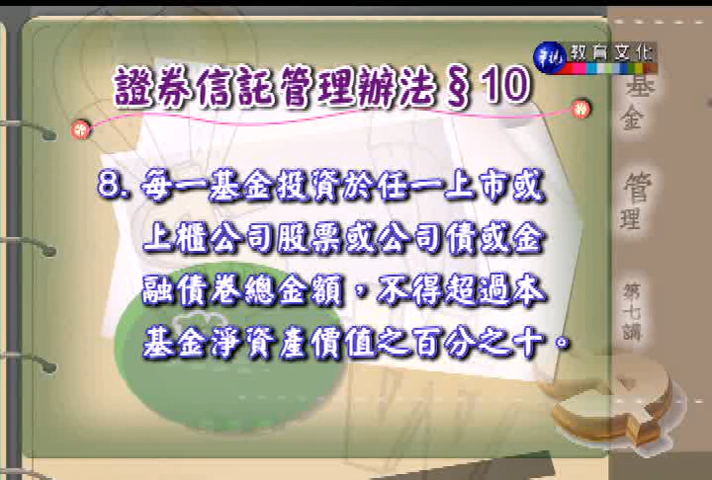 華視 教育文化
證券信託管理辦法§10
8. 每一基金投資於任一上市或
上櫃公司股票或公司債或金
融債券總金額，不得超過本
基金淨資產價值之百分之十。
基金管理
第七講